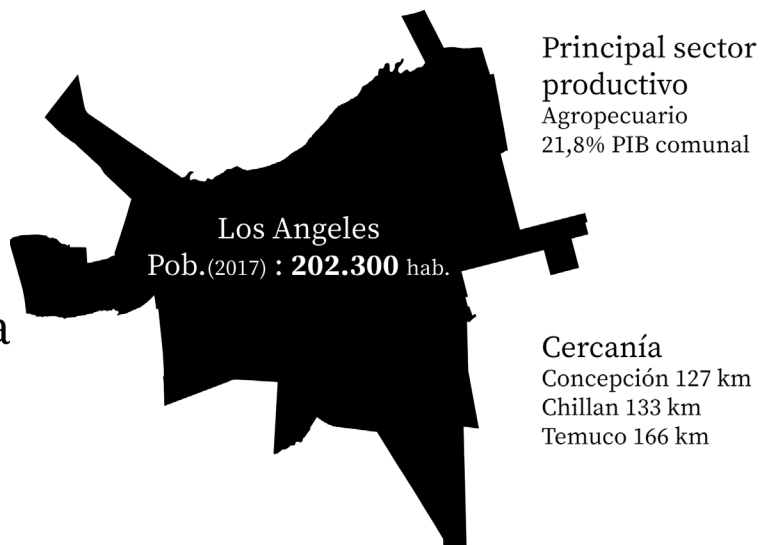 Principal sector
productivo
Agropecuario
21,8% PIB comunal
Los Angeles
Pob.(2017) : 202.300 hab.
a
Cercanía
Concepción 127 km
Chillan 133 km
Temuco 166 km